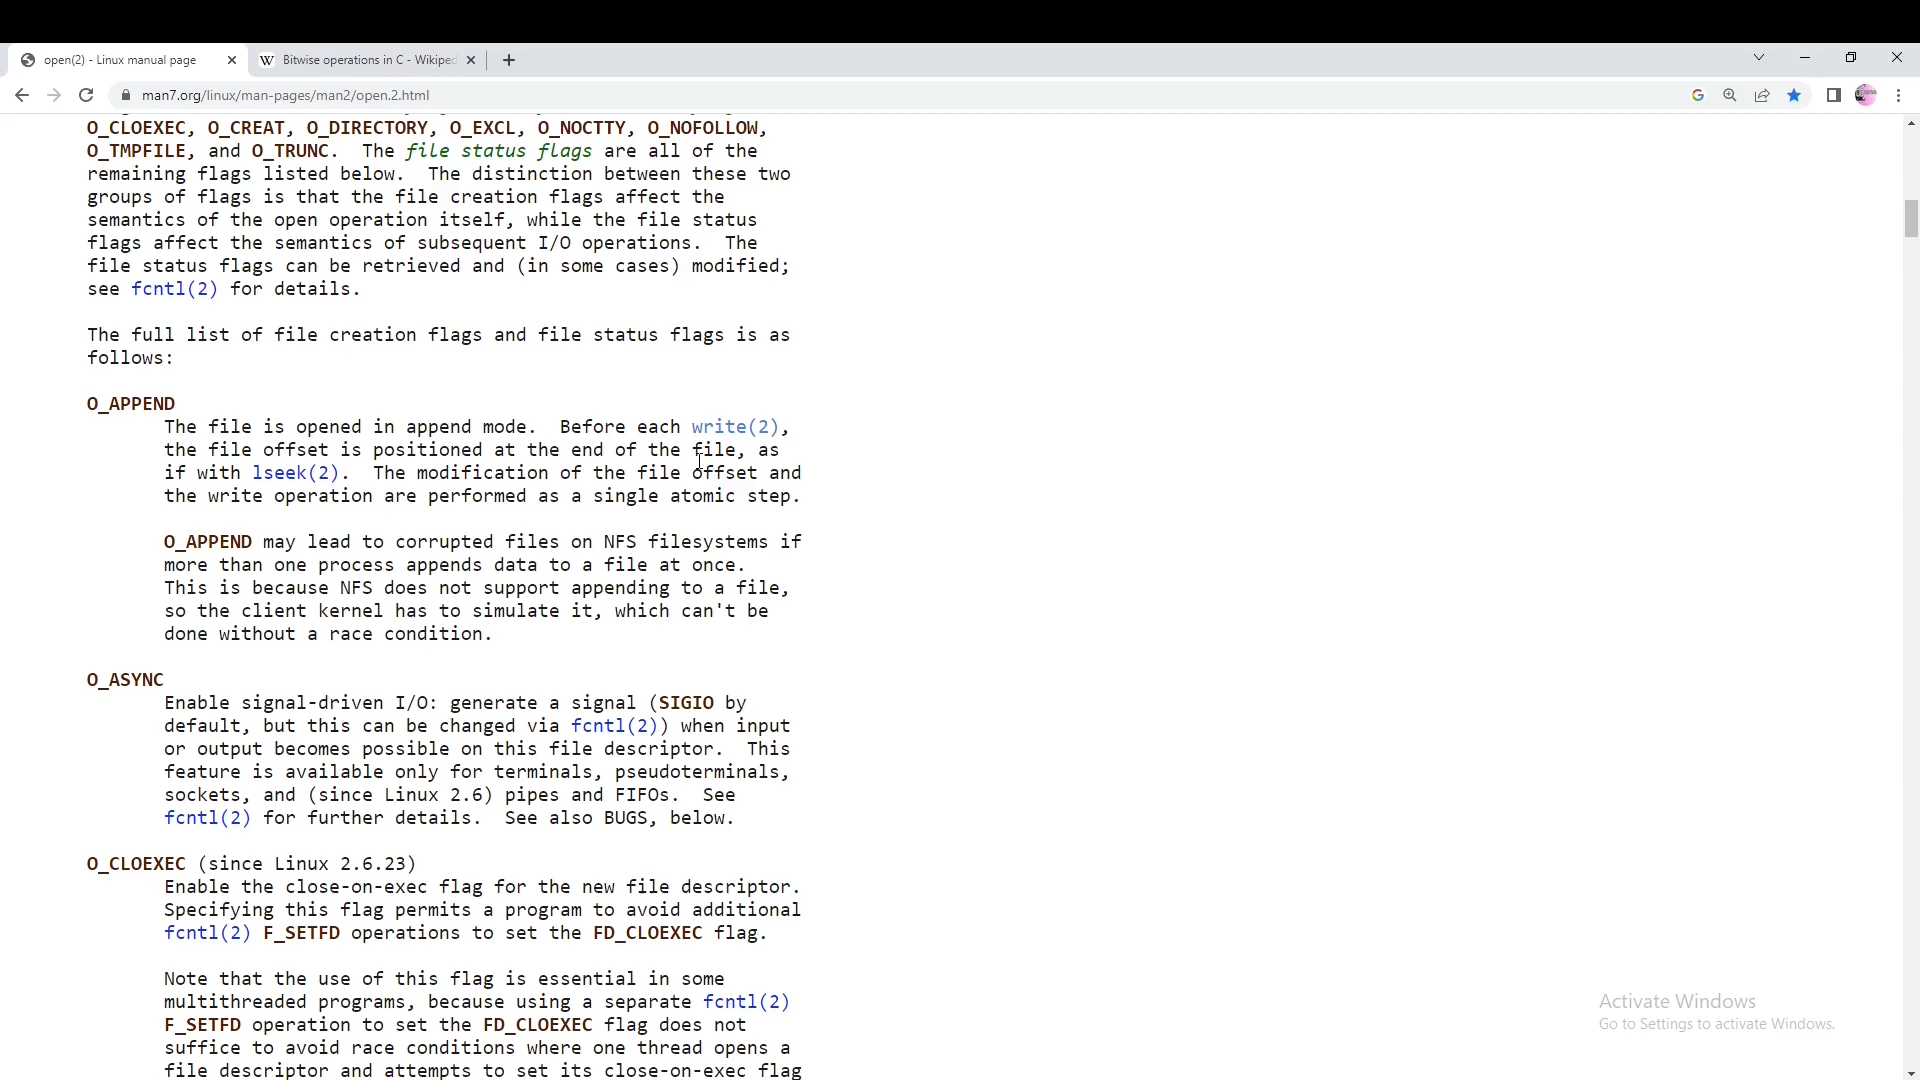 open(2) - Linux manual page
Bitwise operations in C - Wikiped
man7.org/linux/man-pages/man2/open.2.html
O_CLOEXEC, O_CREAT, O_DIRECTORY, O_EXCL, O_NOCTTY, O_NOFOLLOW,
O_TMPFILE, and O_TRUNC.  The file status flags are all of the
remaining flags listed below.  The distinction between these two
groups of flags is that the file creation flags affect the
semantics of the open operation itself, while the file status
flags affect the semantics of subsequent I/O operations.  The
file status flags can be retrieved and (in some cases) modified;
see fcntl(2) for details.
The full list of file creation flags and file status flags is as
follows:
O_APPEND
The file is opened in append mode.  Before each write(2),
the file offset is positioned at the end of the file, as
if with lseek(2).  The modification of the file offset and
the write operation are performed as a single atomic step.
O_APPEND may lead to corrupted files on NFS filesystems if
more than one process appends data to a file at once.
This is because NFS does not support appending to a file,
so the client kernel has to simulate it, which can't be
done without a race condition.
O_ASYNC
Enable signal-driven I/O: generate a signal (SIGIO by
default, but this can be changed via fcntl(2)) when input
or output becomes possible on this file descriptor.  This
feature is available only for terminals, pseudoterminals,
sockets, and (since Linux 2.6) pipes and FIFOs.  See
fcntl(2) for further details.  See also BUGS, below.
O_CLOEXEC (since Linux 2.6.23)
Enable the close-on-exec flag for the new file descriptor.
Specifying this flag permits a program to avoid additional
fcntl(2) F_SETFD operations to set the FD_CLOEXEC flag.
Note that the use of this flag is essential in some
multithreaded programs, because using a separate fcntl(2)
F_SETFD operation to set the FD_CLOEXEC flag does not
suffice to avoid race conditions where one thread opens a
file descriptor and attempts to set its close-on-exec flag
Activate Windows
Go to Settings to activate Windows.